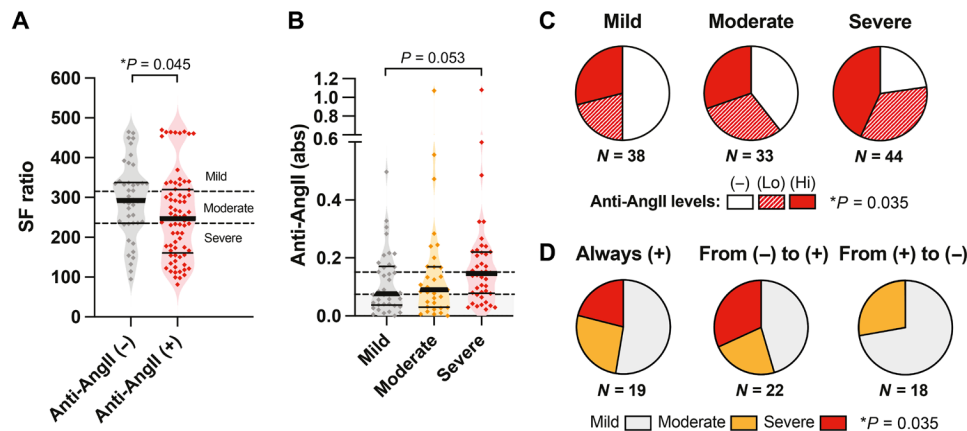 A
*P = 0.045
SF ratio
600
500
400
300
200
100
0
Mild
Moderate
Severe
Anti-AngII (-)
Anti-AngII (+)
B
P = 0.053
Anti-AngII (abs)
1.2
1.0
0.8
0.6
0.4
0.2
0.0
Mild
Moderate
Severe
C
Mild Moderate Severe
N = 38 N = 33 N = 44
(–) (Lo) (Hi)
Anti-AngII levels: *P = 0.035
D
Always (+) From (–) to (+) From (+) to (–)
N = 19 N = 22 N = 18
Mild Moderate Severe *P = 0.035